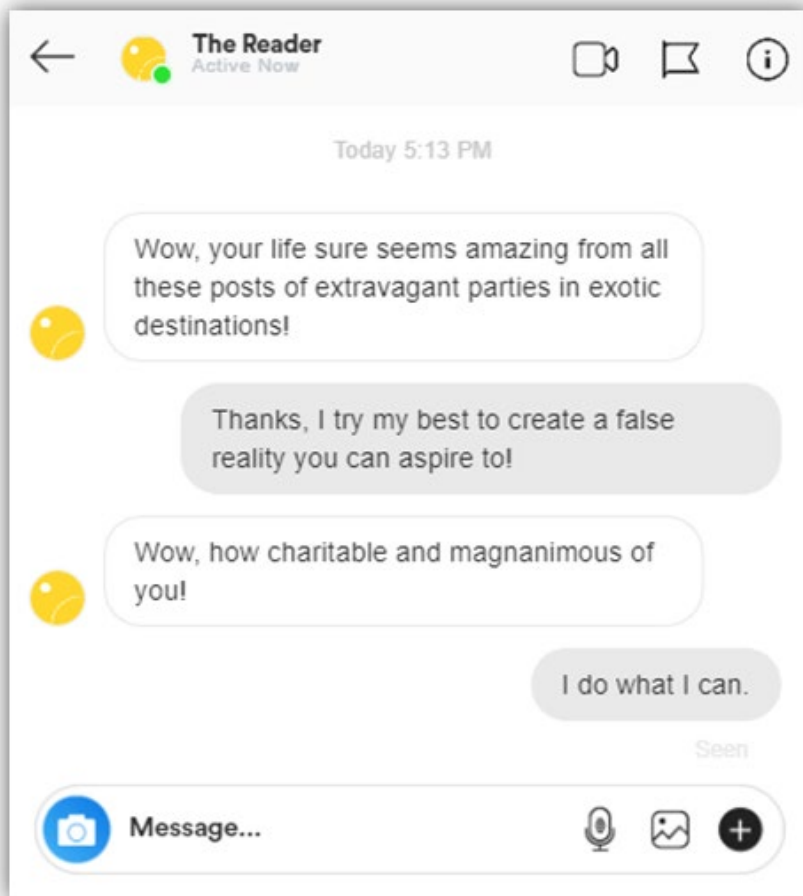 The Reader
Active Now
Today 5:13 PM
Wow, your life sure seems amazing from all
these posts of extravagant parties in exotic
destinations!
Thanks, I try my best to create a false
reality you can aspire to!
Wow, how charitable and magnanimous of
you!
I do what I can.
Seen
Message...